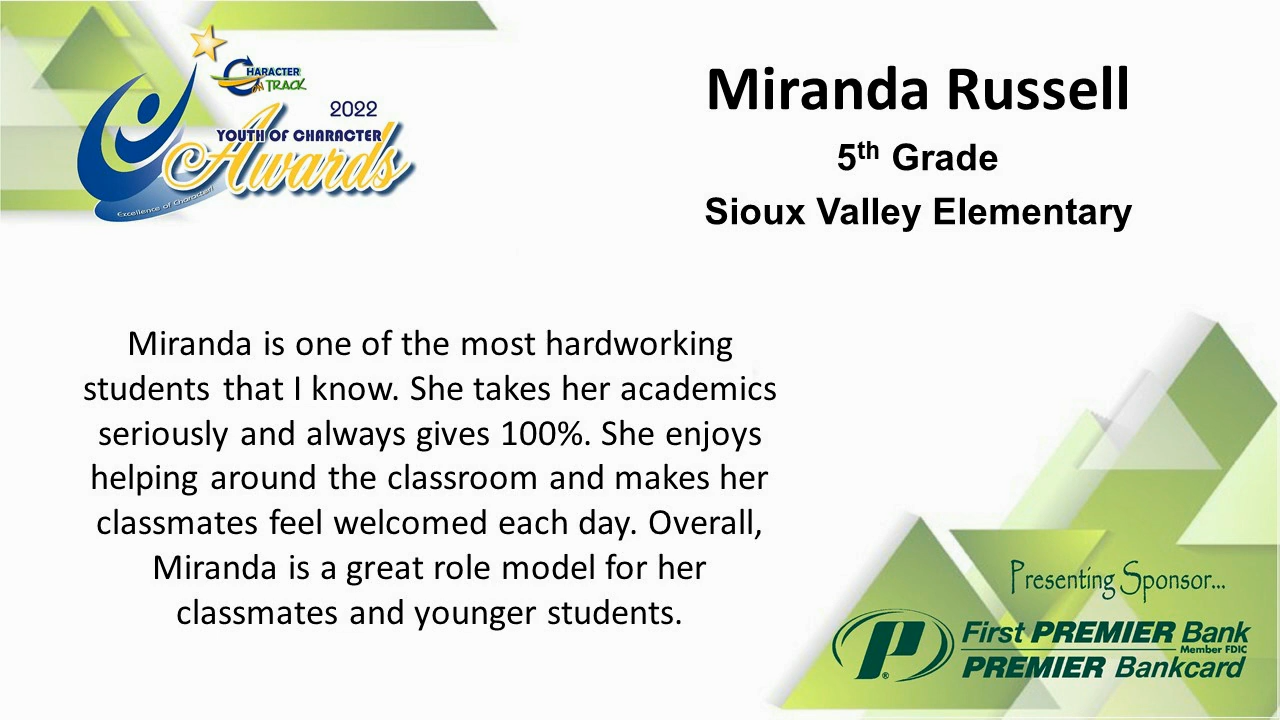 CHARACTER
ON TRACK
2022
YOUTH OF CHARACTER
Awards
Excellence of Character!
Miranda Russell
5th Grade
Sioux Valley Elementary
Miranda is one of the most hardworking
students that I know. She takes her academics
seriously and always gives 100%. She enjoys
helping around the classroom and makes her
classmates feel welcomed each day. Overall,
Miranda is a great role model for her
classmates and younger students.
Presenting Sponsor...
P®
First PREMIER Bank
Member FDIC
PREMIER Bankcard